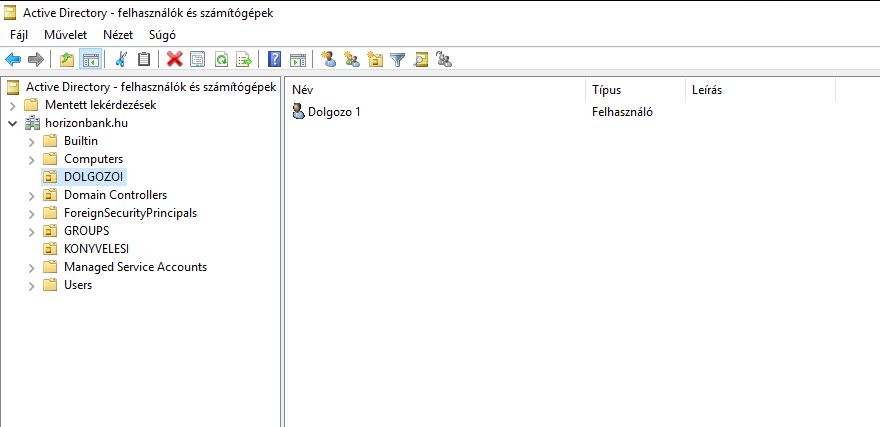 Active Directory - felhasználók és számítógépek
Fájl Művelet Nézet Súgó
Active Directory - felhasználók és számítógépek
Mentett lekérdezések
horizonbank.hu
Builtin
Computers
DOLGOZOI
Domain Controllers
ForeignSecurityPrincipals
GROUPS
KONYVELESI
Managed Service Accounts
Users
Név Típus Leírás
Dolgozo 1 Felhasználó